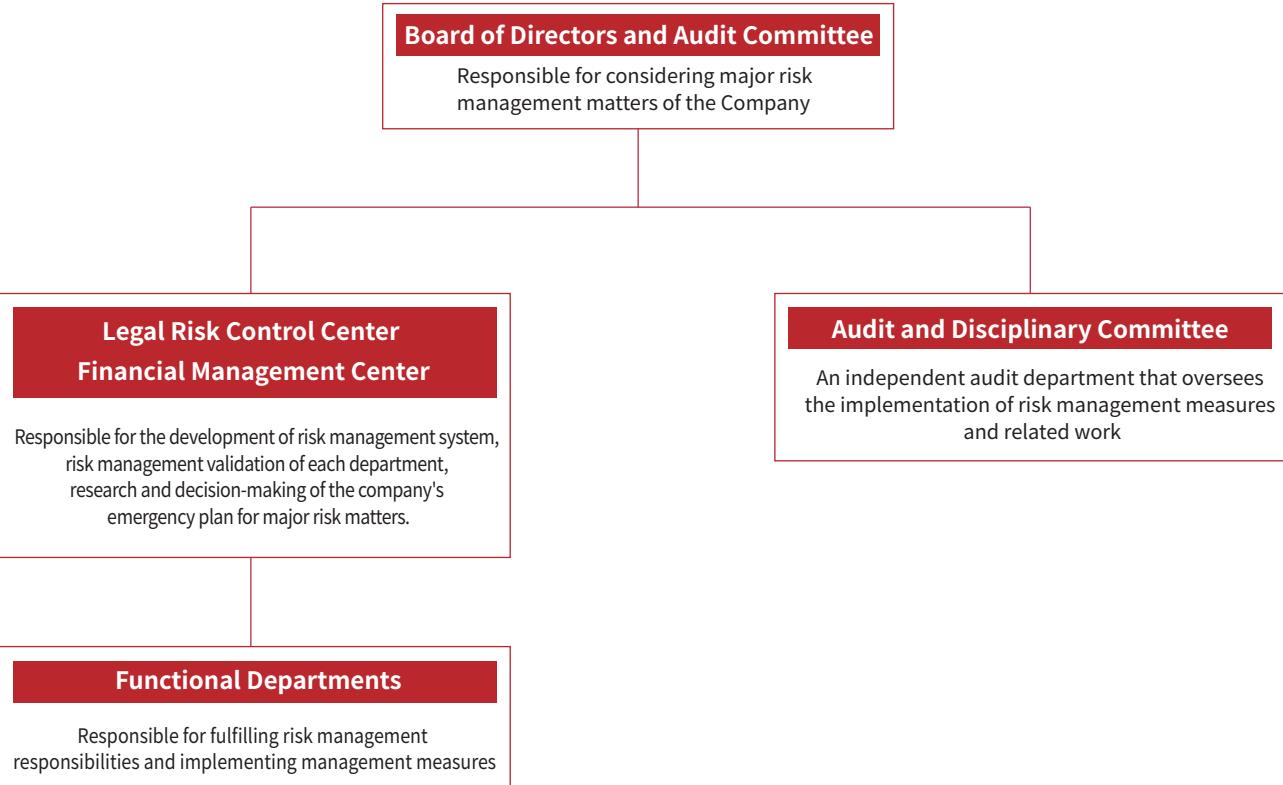 Board of Directors and Audit Committee
Responsible for considering major risk
management matters of the Company
Legal Risk Control Center
Financial Management Center
Responsible for the development of risk management system,
risk management validation of each department,
research and decision-making of the company's
emergency plan for major risk matters.
Audit and Disciplinary Committee
An independent audit department that oversees
the implementation of risk management measures
and related work
Functional Departments
Responsible for fulfilling risk management
responsibilities and implementing management measures